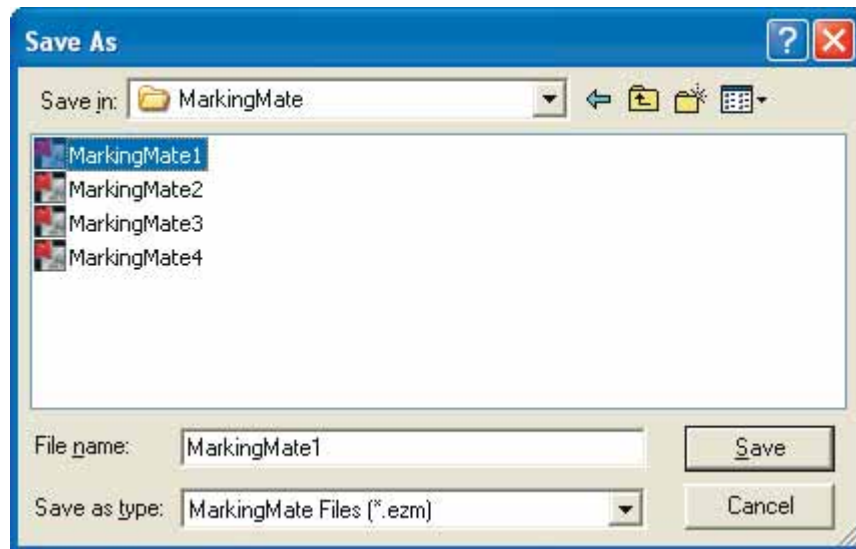 Save As
Save in: MarkingMate
MarkingMate1
MarkingMate2
MarkingMate3
MarkingMate4
File name: MarkingMate1 Save
Save as type: MarkingMate Files (*.ezm) Cancel